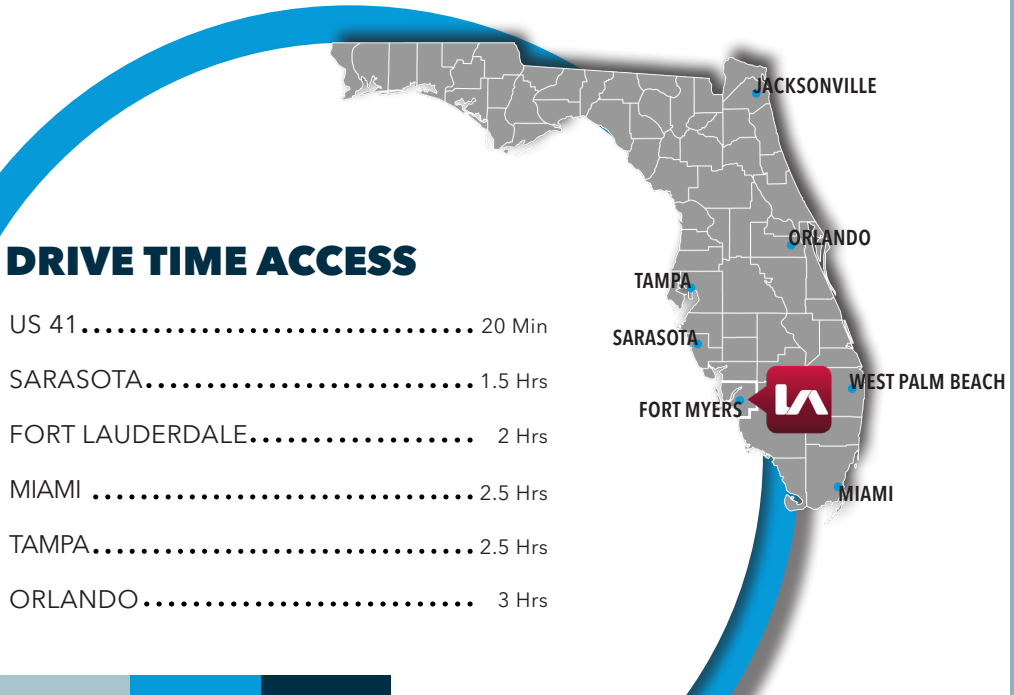 DRIVE TIME ACCESS
US 41 20 Min
SARASOTA 1.5 Hrs
FORT LAUDERDALE 2 Hrs
MIAMI 2.5 Hrs
TAMPA 2.5 Hrs
ORLANDO 3 Hrs
JACKSONVILLE
ORLANDO
TAMPA
SARASOTA
WEST PALM BEACH
FORT MYERS
LA
MIAMI